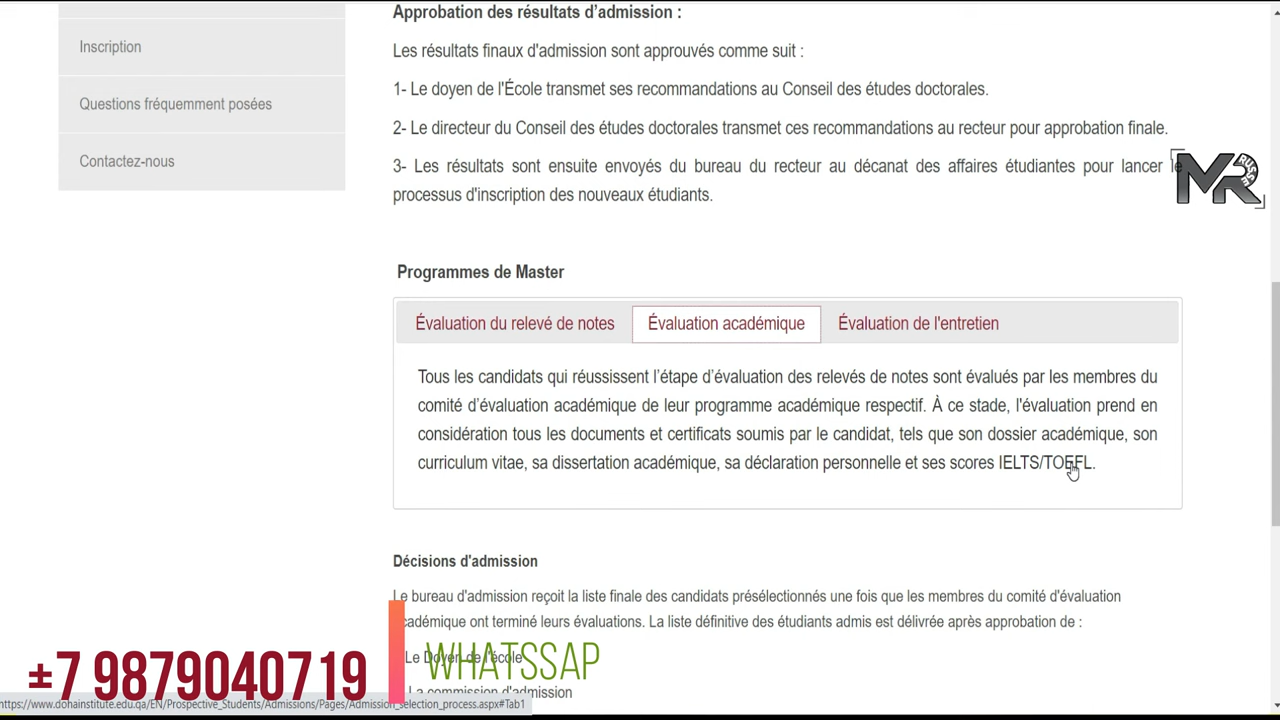 Inscription
Questions fréquemment posées
Contactez-nous
Approbation des résultats d’admission :
Les résultats finaux d'admission sont approuvés comme suit :
1- Le doyen de l'École transmet ses recommandations au Conseil des études doctorales.
2- Le directeur du Conseil des études doctorales transmet ces recommandations au recteur pour approbation finale.
3- Les résultats sont ensuite envoyés du bureau du recteur au décanat des affaires étudiantes pour lancer le
processus d'inscription des nouveaux étudiants.
MR
RUSSIE
Programmes de Master
Évaluation du relevé de notes Évaluation académique Évaluation de l'entretien
Tous les candidats qui réussissent l’étape d’évaluation des relevés de notes sont évalués par les membres du
comité d’évaluation académique de leur programme académique respectif. À ce stade, l'évaluation prend en
considération tous les documents et certificats soumis par le candidat, tels que son dossier académique, son
curriculum vitae, sa dissertation académique, sa déclaration personnelle et ses scores IELTS/TOEFL.
Décisions d'admission
Le bureau d'admission reçoit la liste finale des candidats présélectionnés une fois que les membres du comité d'évaluation
académique ont terminé leurs évaluations. La liste définitive des étudiants admis est délivrée après approbation de :
Le Doyen de l'école
La commission d'admission
±7 9879040719
WHATSSAP
https://www.dohainstitute.edu.qa/EN/Prospective_Students/Admissions/Pages/Admission_selection_process.aspx#Tab1